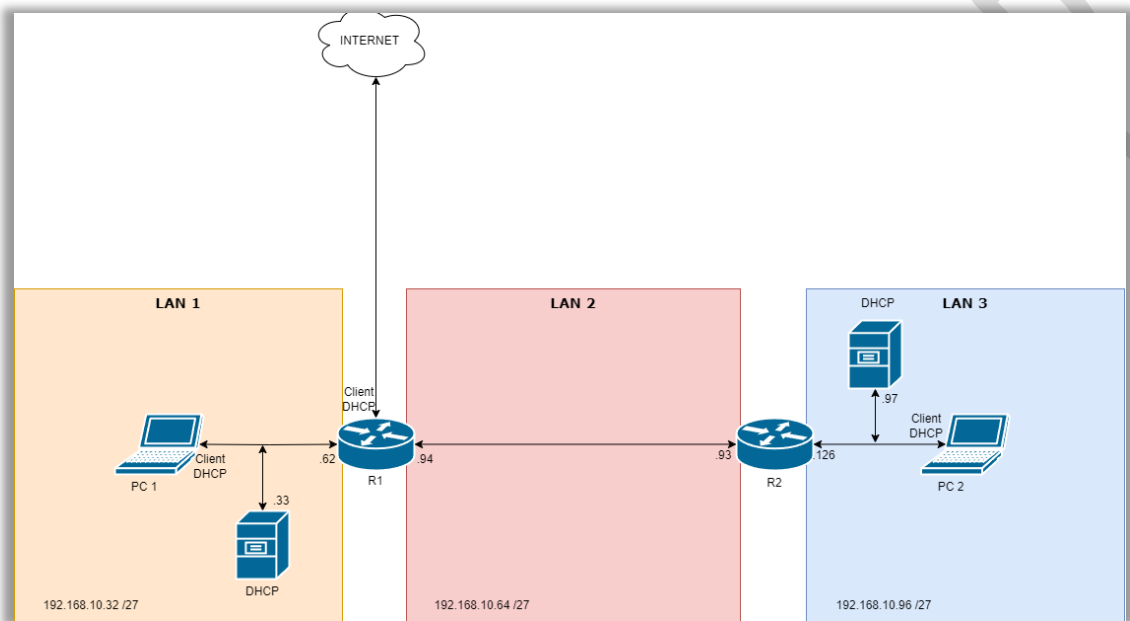 INTERNET
LAN 1
LAN 2
LAN 3
DHCP
Client
DHCP
.97
Client
DHCP
Client
DHCP
.62
.94
.93
.126
PC 1
R1
R2
PC 2
.33
DHCP
192.168.10.32 /27
192.168.10.64 /27
192.168.10.96 /27